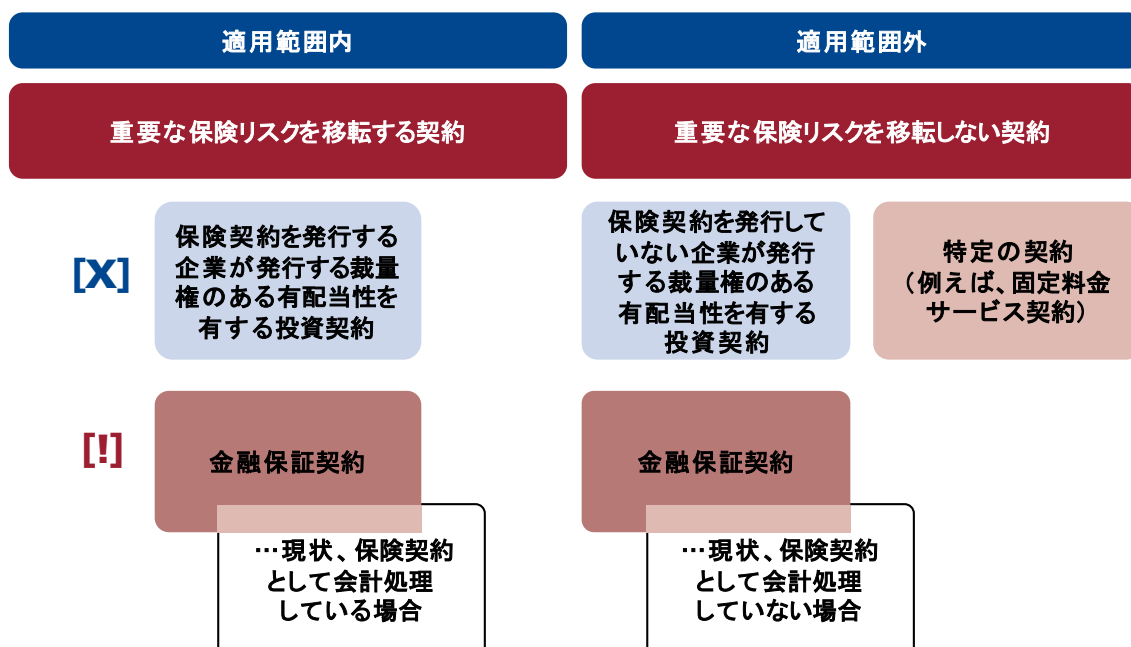 適用範囲内
適用範囲外
重要な保険リスクを移転する契約
重要な保険リスクを移転しない契約
[X]
保険契約を発行する
企業が発行する裁量
権のある有配当性を
有する投資契約
保険契約を発行して
いない企業が発行
する裁量権のある
有配当性を有する
投資契約
特定の契約
（例えば、固定料金
サービス契約）
[!]
金融保証契約
…現状、保険契約
として会計処理
している場合
金融保証契約
…現状、保険契約
として会計処理
していない場合